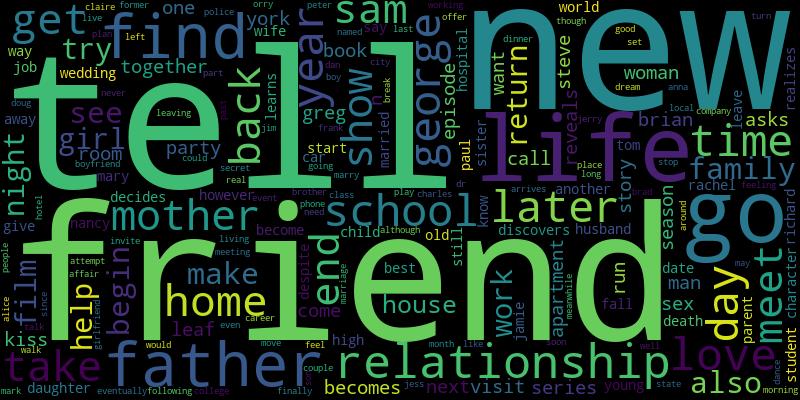 tell
new
friend
life
go
find
get
try
sam
year
george
school
later
time
family
father
mother
home
house
relationship
love
take
also
day
meet
work
end
back
show
see
girl
night
film
help
begin
make
come
kiss
leaf
daughter
becomes
next
visit
series
young
season
sex
man
run
date
death
fall
apartment
husband
discovers
another
story
tom
rachel
brian
asks
woman
leave
realizes
return
reveals
call
want
steve
hospital
episode
book
say
last
wife
york
one
together
wedding
job
way
away
room
party
mary
decides
however
event
nancy
give
hotel
people
invite
attempt
affair
alice
since
talk
walk
mark
girlfriend
eventually
following
college
finally
move
career
even
would
feel
couple
son
month
like
jess
soon
meanwhile
well
state
around
may
parent
student
character
richard
dance
morning
turn
anna
local
company
dream
good
set
offer
working
though
world
named
peter
police
city
dan
boy
break
frank
jim
learns
greg
car
start
going
marry
married
n
paul
sister
know
still
old
child
become
despite
living
meeting
phone
need
brother
class
play
charles
dr
although
marriage
best
high
arrives
place
long
stop
jerry
brad
feeling
jamie
secret
real
could
past
leaving
boyfriend
never
part
plan
left
former
claire
live
orry
doug
dinner